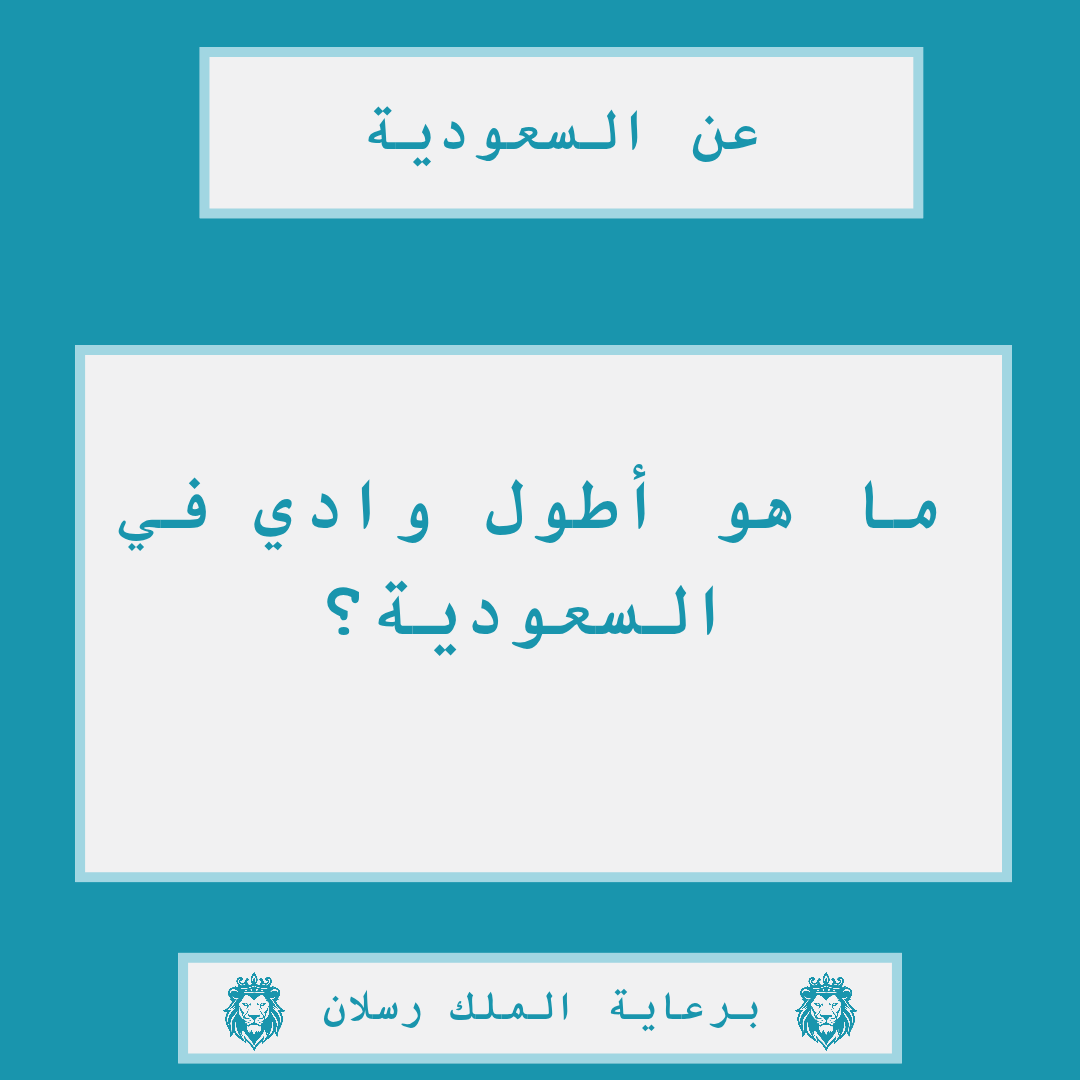 عن السعودية
ما هو أطول وادي في
السعودية؟
برعاية الملك رسلان